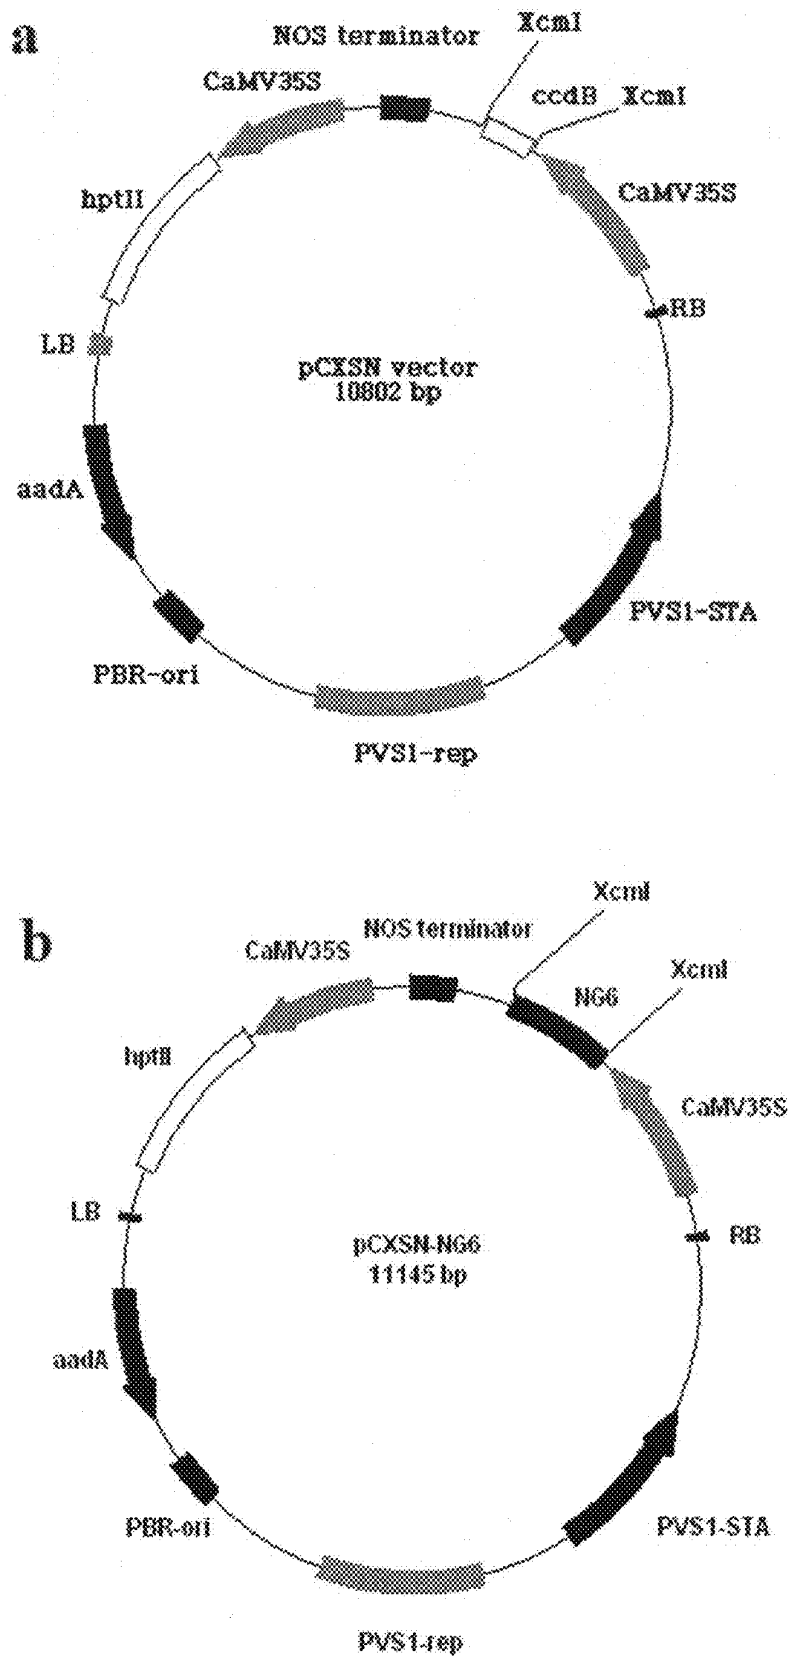 a
NOS terminator
XcmI
CaMV35S
ccdB XcmI
hptII
CaMV35S
LB
RB
pCXSN vector
10802 bp
aadA
PVS1-STA
PBR-ori
PVS1-rep
b
XcmI
NOS terminator
CaMV35S
XcmI
NG6
hptII
CaMV35S
LB
RB
pCXSN-NG6
11145 bp
aadA
PBR-ori
PVS1-STA
PVS1-rep